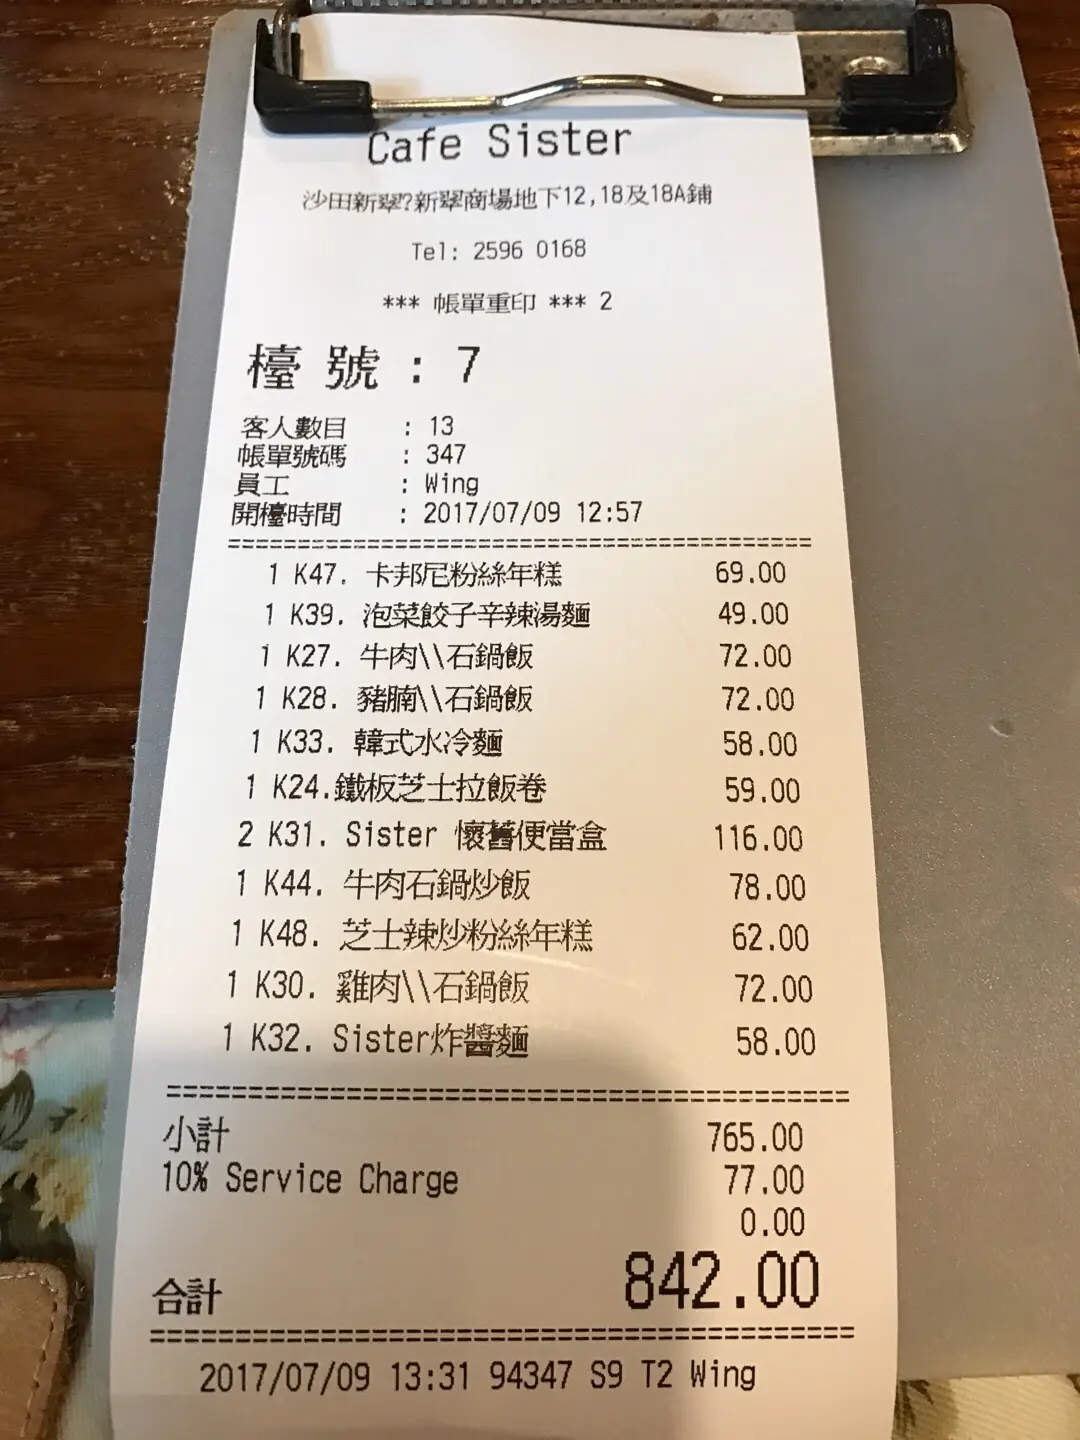 Cafe Sister
沙田新翠?新翠商場地下12,18及18A鋪
Tel: 2596 0168
*** 帳單重印 *** 2
檯 號 : 7
客人數目 : 13
帳單號碼 : 347
員工 : Wing
開檯時間 : 2017/07/09 12:57
1 K47. 卡邦尼粉絲年糕 69.00
1 K39. 泡菜餃子辛辣湯麵 49.00
1 K27. 牛肉\\石鍋飯 72.00
1 K28. 豬腩\\石鍋飯 72.00
1 K33. 韓式水冷麵 58.00
1 K24.鐵板芝士拉飯卷 59.00
2 K31. Sister 懷舊便當盒 116.00
1 K44. 牛肉石鍋炒飯 78.00
1 K48. 芝士辣炒粉絲年糕 62.00
1 K30. 雞肉\\石鍋飯 72.00
1 K32. Sister炸醬麵 58.00
小計 765.00
10% Service Charge 77.00
0.00
合計 842.00
2017/07/09 13:31 94347 S9 T2 Wing